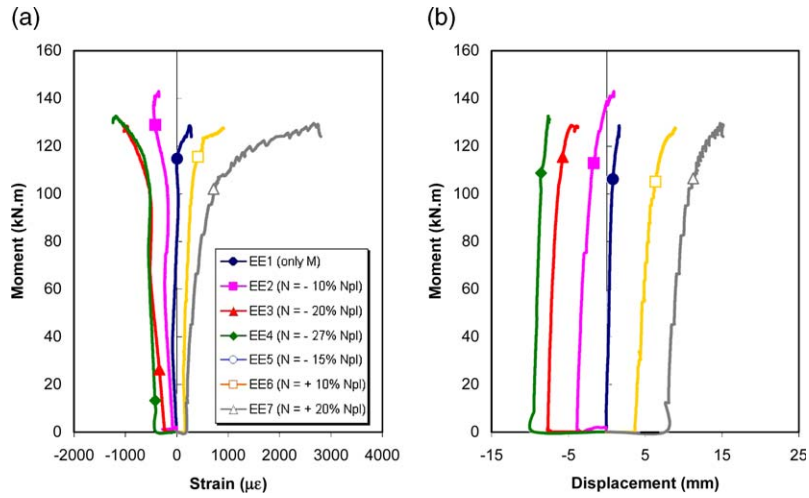 (a)
(b)
160
140
120
100
80
60
40
20
0
Moment (kN.m)
EE1 (only M)
EE2 (N = - 10% Npl)
EE3 (N = - 20% Npl)
EE4 (N = - 27% Npl)
EE5 (N = - 15% Npl)
EE6 (N = + 10% Npl)
EE7 (N = + 20% Npl)
-2000 -1000 0 1000 2000 3000 4000
Strain (με)
160
140
120
100
80
60
40
20
0
Moment (kN.m)
-15 -5 5 15
Displacement (mm)